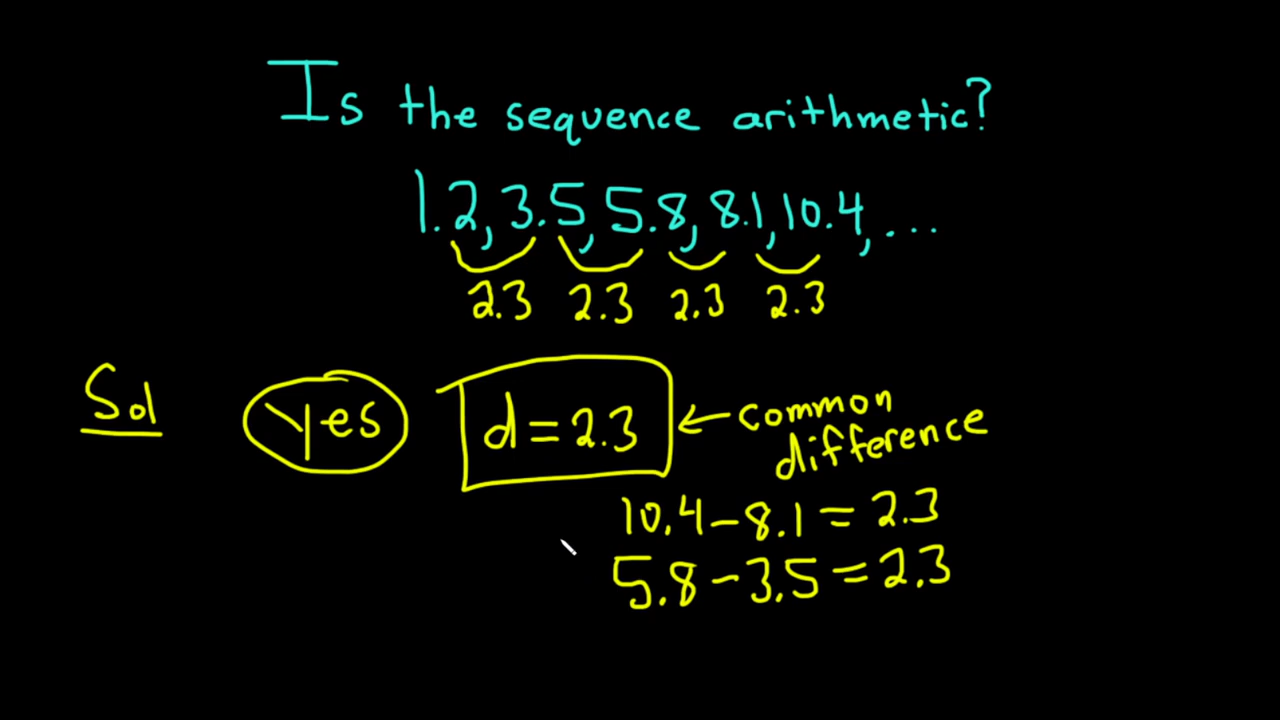 Is the sequence arithmetic?
1.2, 3.5, 5.8, 8.1, 10.4, ...
2.3 2.3 2.3 2.3
Sol yes d = 2.3 ← common
difference
10.4 - 8.1 = 2.3
5.8 - 3.5 = 2.3